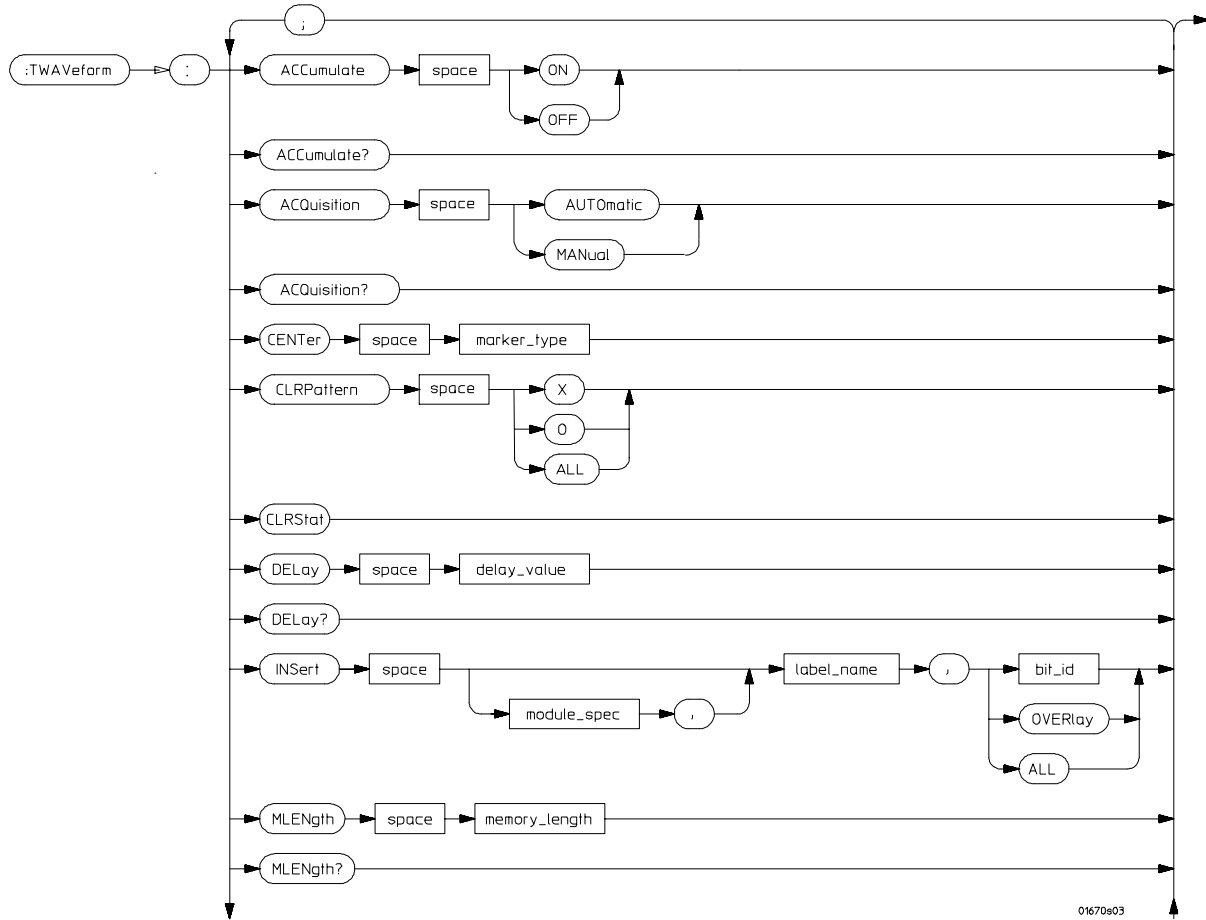 ;
:TWAVeform : ACCumulate space ON
OFF
ACCumulate?
ACQuisition space AUTOmatic
MANual
ACQuisition?
CENTer space marker_type
CLRPattern space X
O
ALL
CLRStat
DELay space delay_value
DELay?
INSert space label_name , bit_id
module_spec , OVERlay
ALL
MLENgth space memory_length
MLENgth?
01670s03